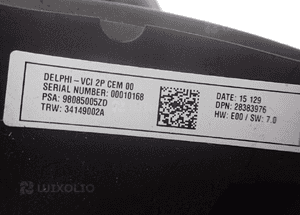 DELPHI-VCI 2P CEM 00
SERIAL NUMBER: 00010168
PSA: 98085005ZD
TRW: 34149002A
DATE: 15 129
DPN: 28383976
HW: E00 / SW: 7.0
WIXOLIO